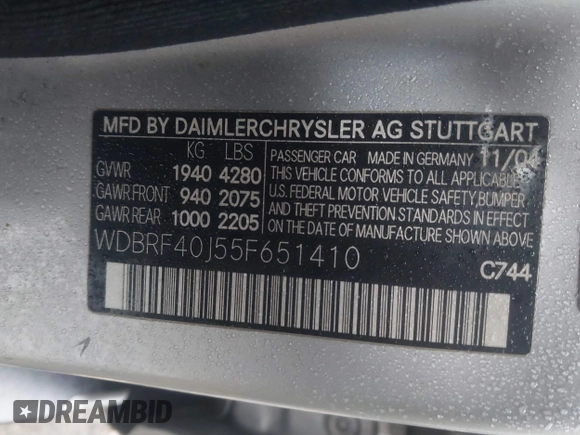 MFD BY DAIMLERCHRYSLER AG STUTTGART
KG LBS
GVWR 1940 4280
GAWR FRONT 940 2075
GAWR REAR 1000 2205
PASSENGER CAR MADE IN GERMANY 11/04
THIS VEHICLE CONFORMS TO ALL APPLICABLE
U.S. FEDERAL MOTOR VEHICLE SAFETY, BUMPER
AND THEFT PREVENTION STANDARDS IN EFFECT
ON THE DATE OF MANUFACTURE SHOWN ABOVE.
WDBRF40J55F651410
C744
DREAMBID